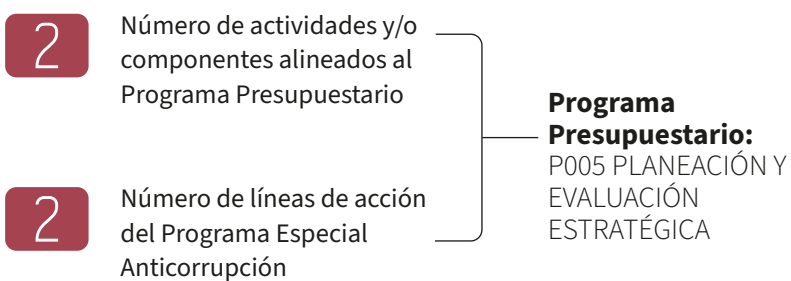 2
Número de actividades y/o
componentes alineados al
Programa Presupuestario
2
Número de líneas de acción
del Programa Especial
Anticorrupción
Programa
Presupuestario:
P005 PLANEACIÓN Y
EVALUACIÓN
ESTRATÉGICA